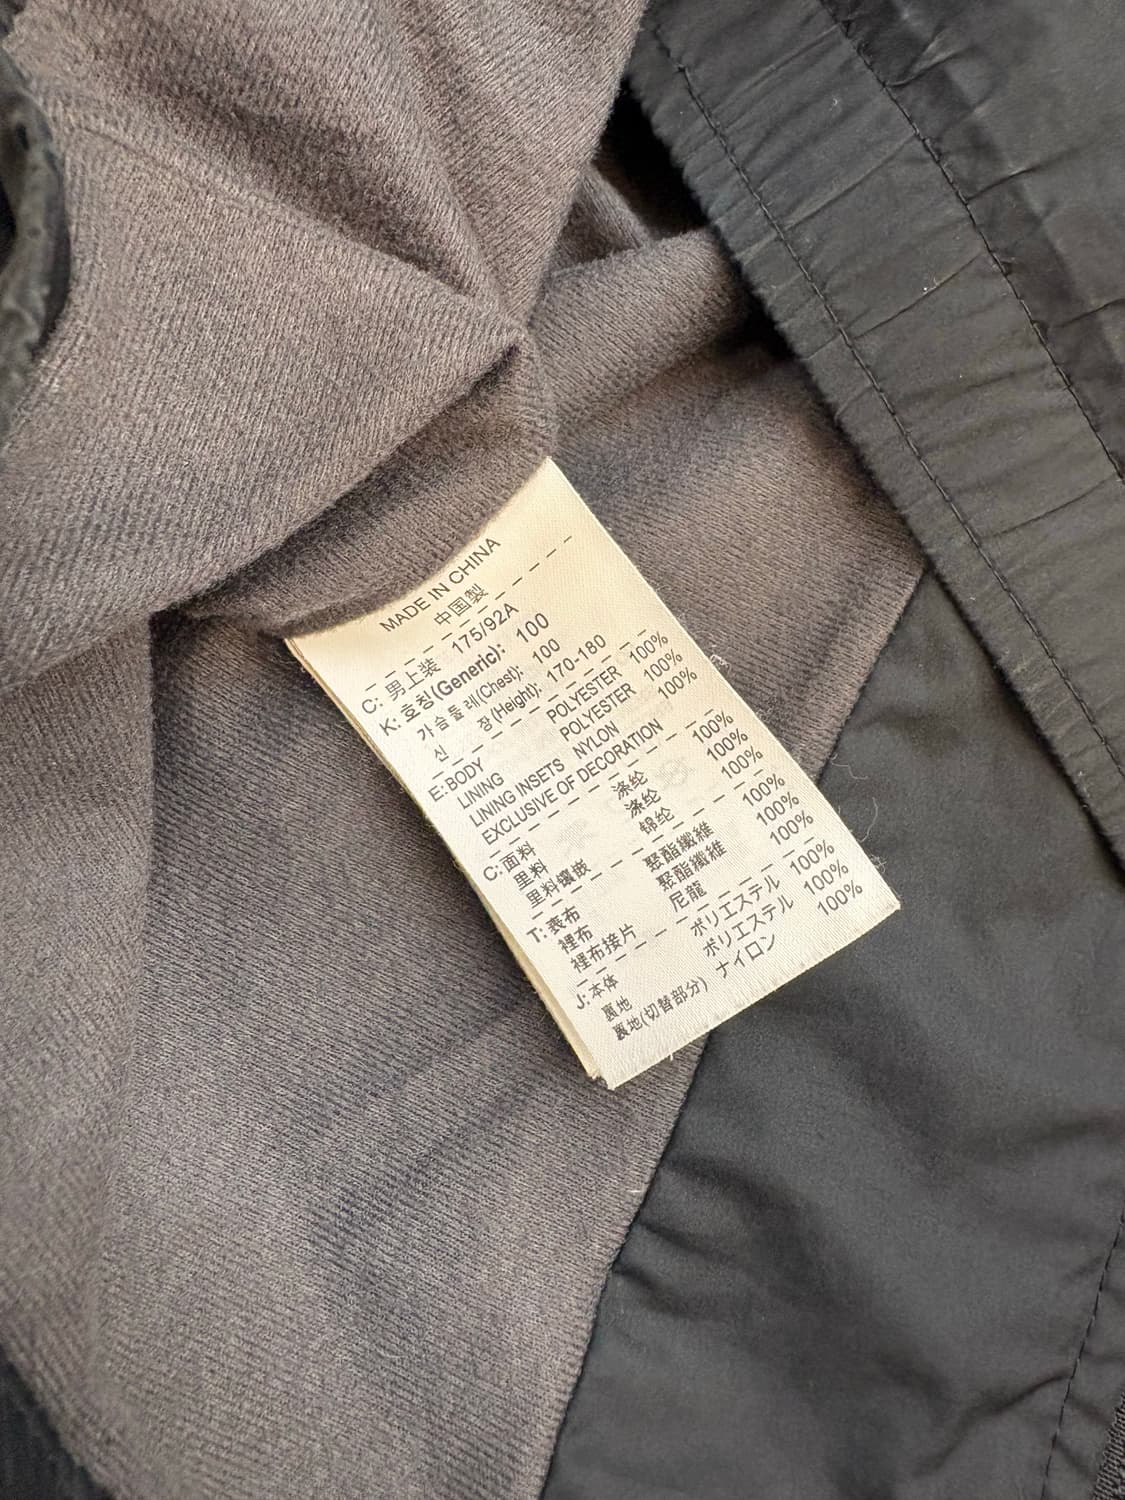 MADE IN CHINA
中国製
C: 男上装 175/92A
K: 호칭(Generic): 100
가슴둘레(Chest): 100
신 장(Height): 170-180
E: BODY POLYESTER 100%
LINING POLYESTER 100%
LINING INSETS NYLON 100%
EXCLUSIVE OF DECORATION
C: 面料 涤纶 100%
里料 涤纶 100%
里料镶嵌 锦纶 100%
T: 表布 聚酯纖維 100%
裡布 聚酯纖維 100%
裡布接片 尼龍 100%
J: 本体 ポリエステル 100%
裏地 ポリエステル 100%
裏地(切替部分) ナイロン 100%